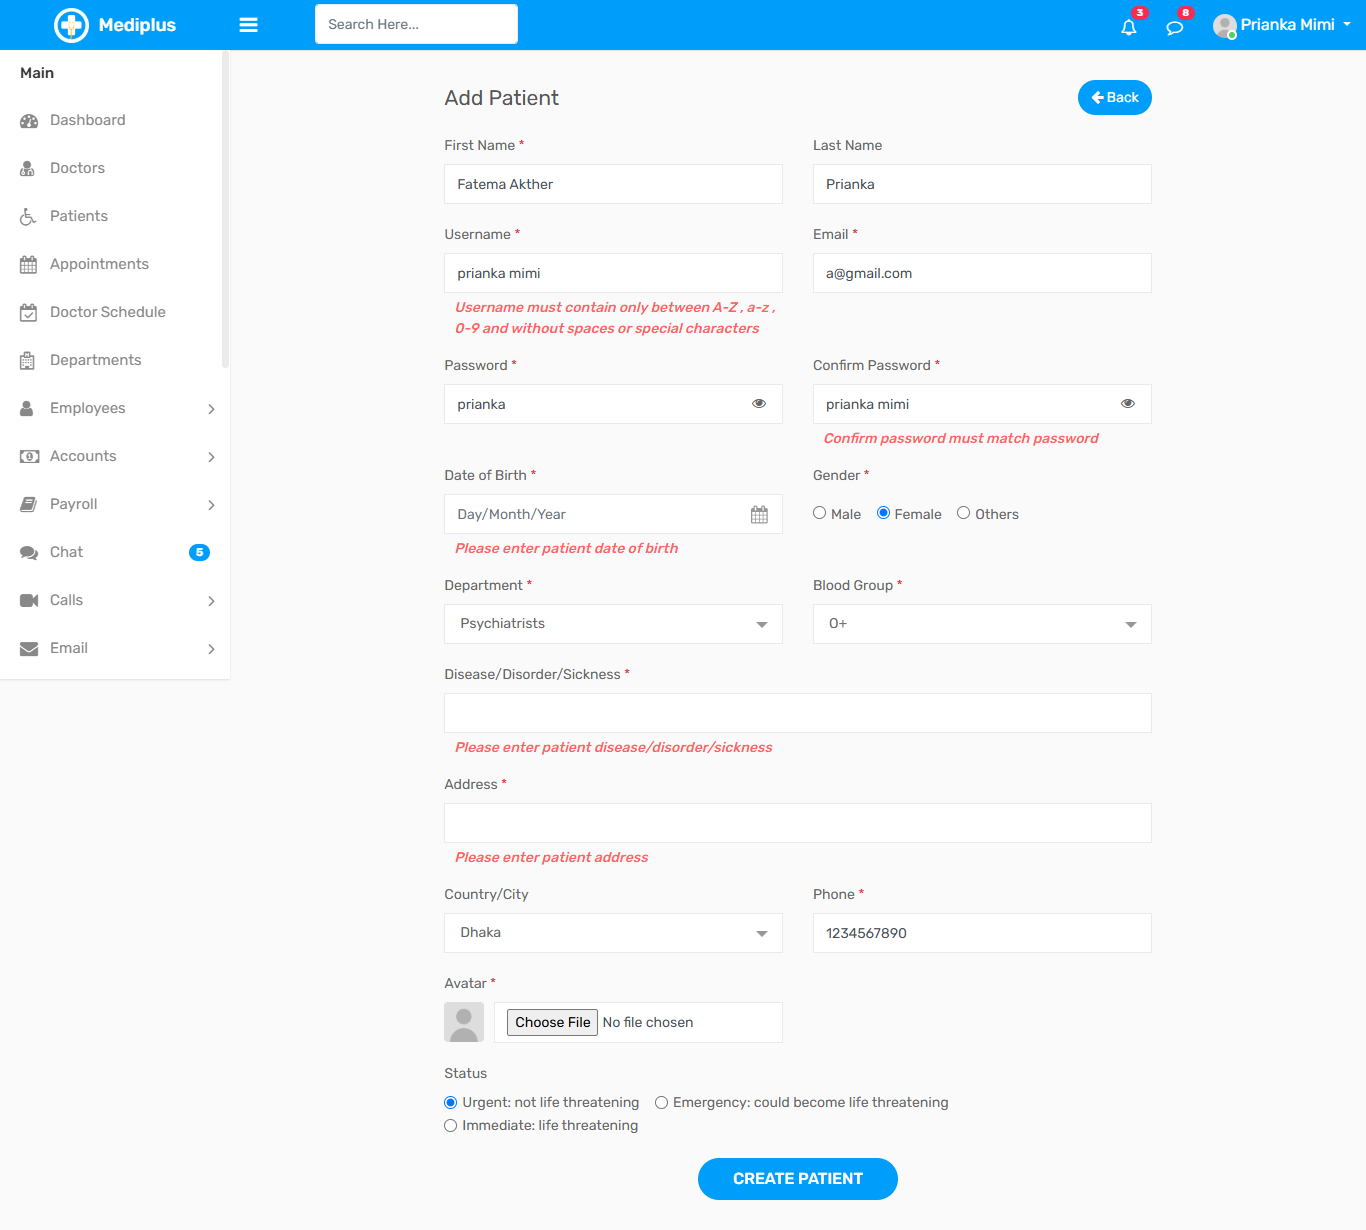 Mediplus
Search Here...
3
8
Prianka Mimi
Main
Dashboard
Doctors
Patients
Appointments
Doctor Schedule
Departments
Employees
Accounts
Payroll
Chat 5
Calls
Email
Add Patient
Back
First Name *
Last Name
Fatema Akther
Prianka
Username *
Email *
prianka mimi
a@gmail.com
Username must contain only between A-Z , a-z ,
0-9 and without spaces or special characters
Password *
Confirm Password *
prianka
prianka mimi
Confirm password must match password
Date of Birth *
Gender *
Day/Month/Year
Male Female Others
Please enter patient date of birth
Department *
Blood Group *
Psychiatrists
O+
Disease/Disorder/Sickness *
Please enter patient disease/disorder/sickness
Address *
Please enter patient address
Country/City
Phone *
Dhaka
1234567890
Avatar *
Choose File No file chosen
Status
Urgent: not life threatening Emergency: could become life threatening
Immediate: life threatening
CREATE PATIENT